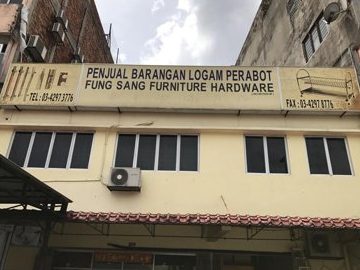 PENJUAL BARANGAN LOGAM PERABOT
FUNG SANG FURNITURE HARDWARE
TEL : 03-4297 3776
FAX : 03-4297 8776